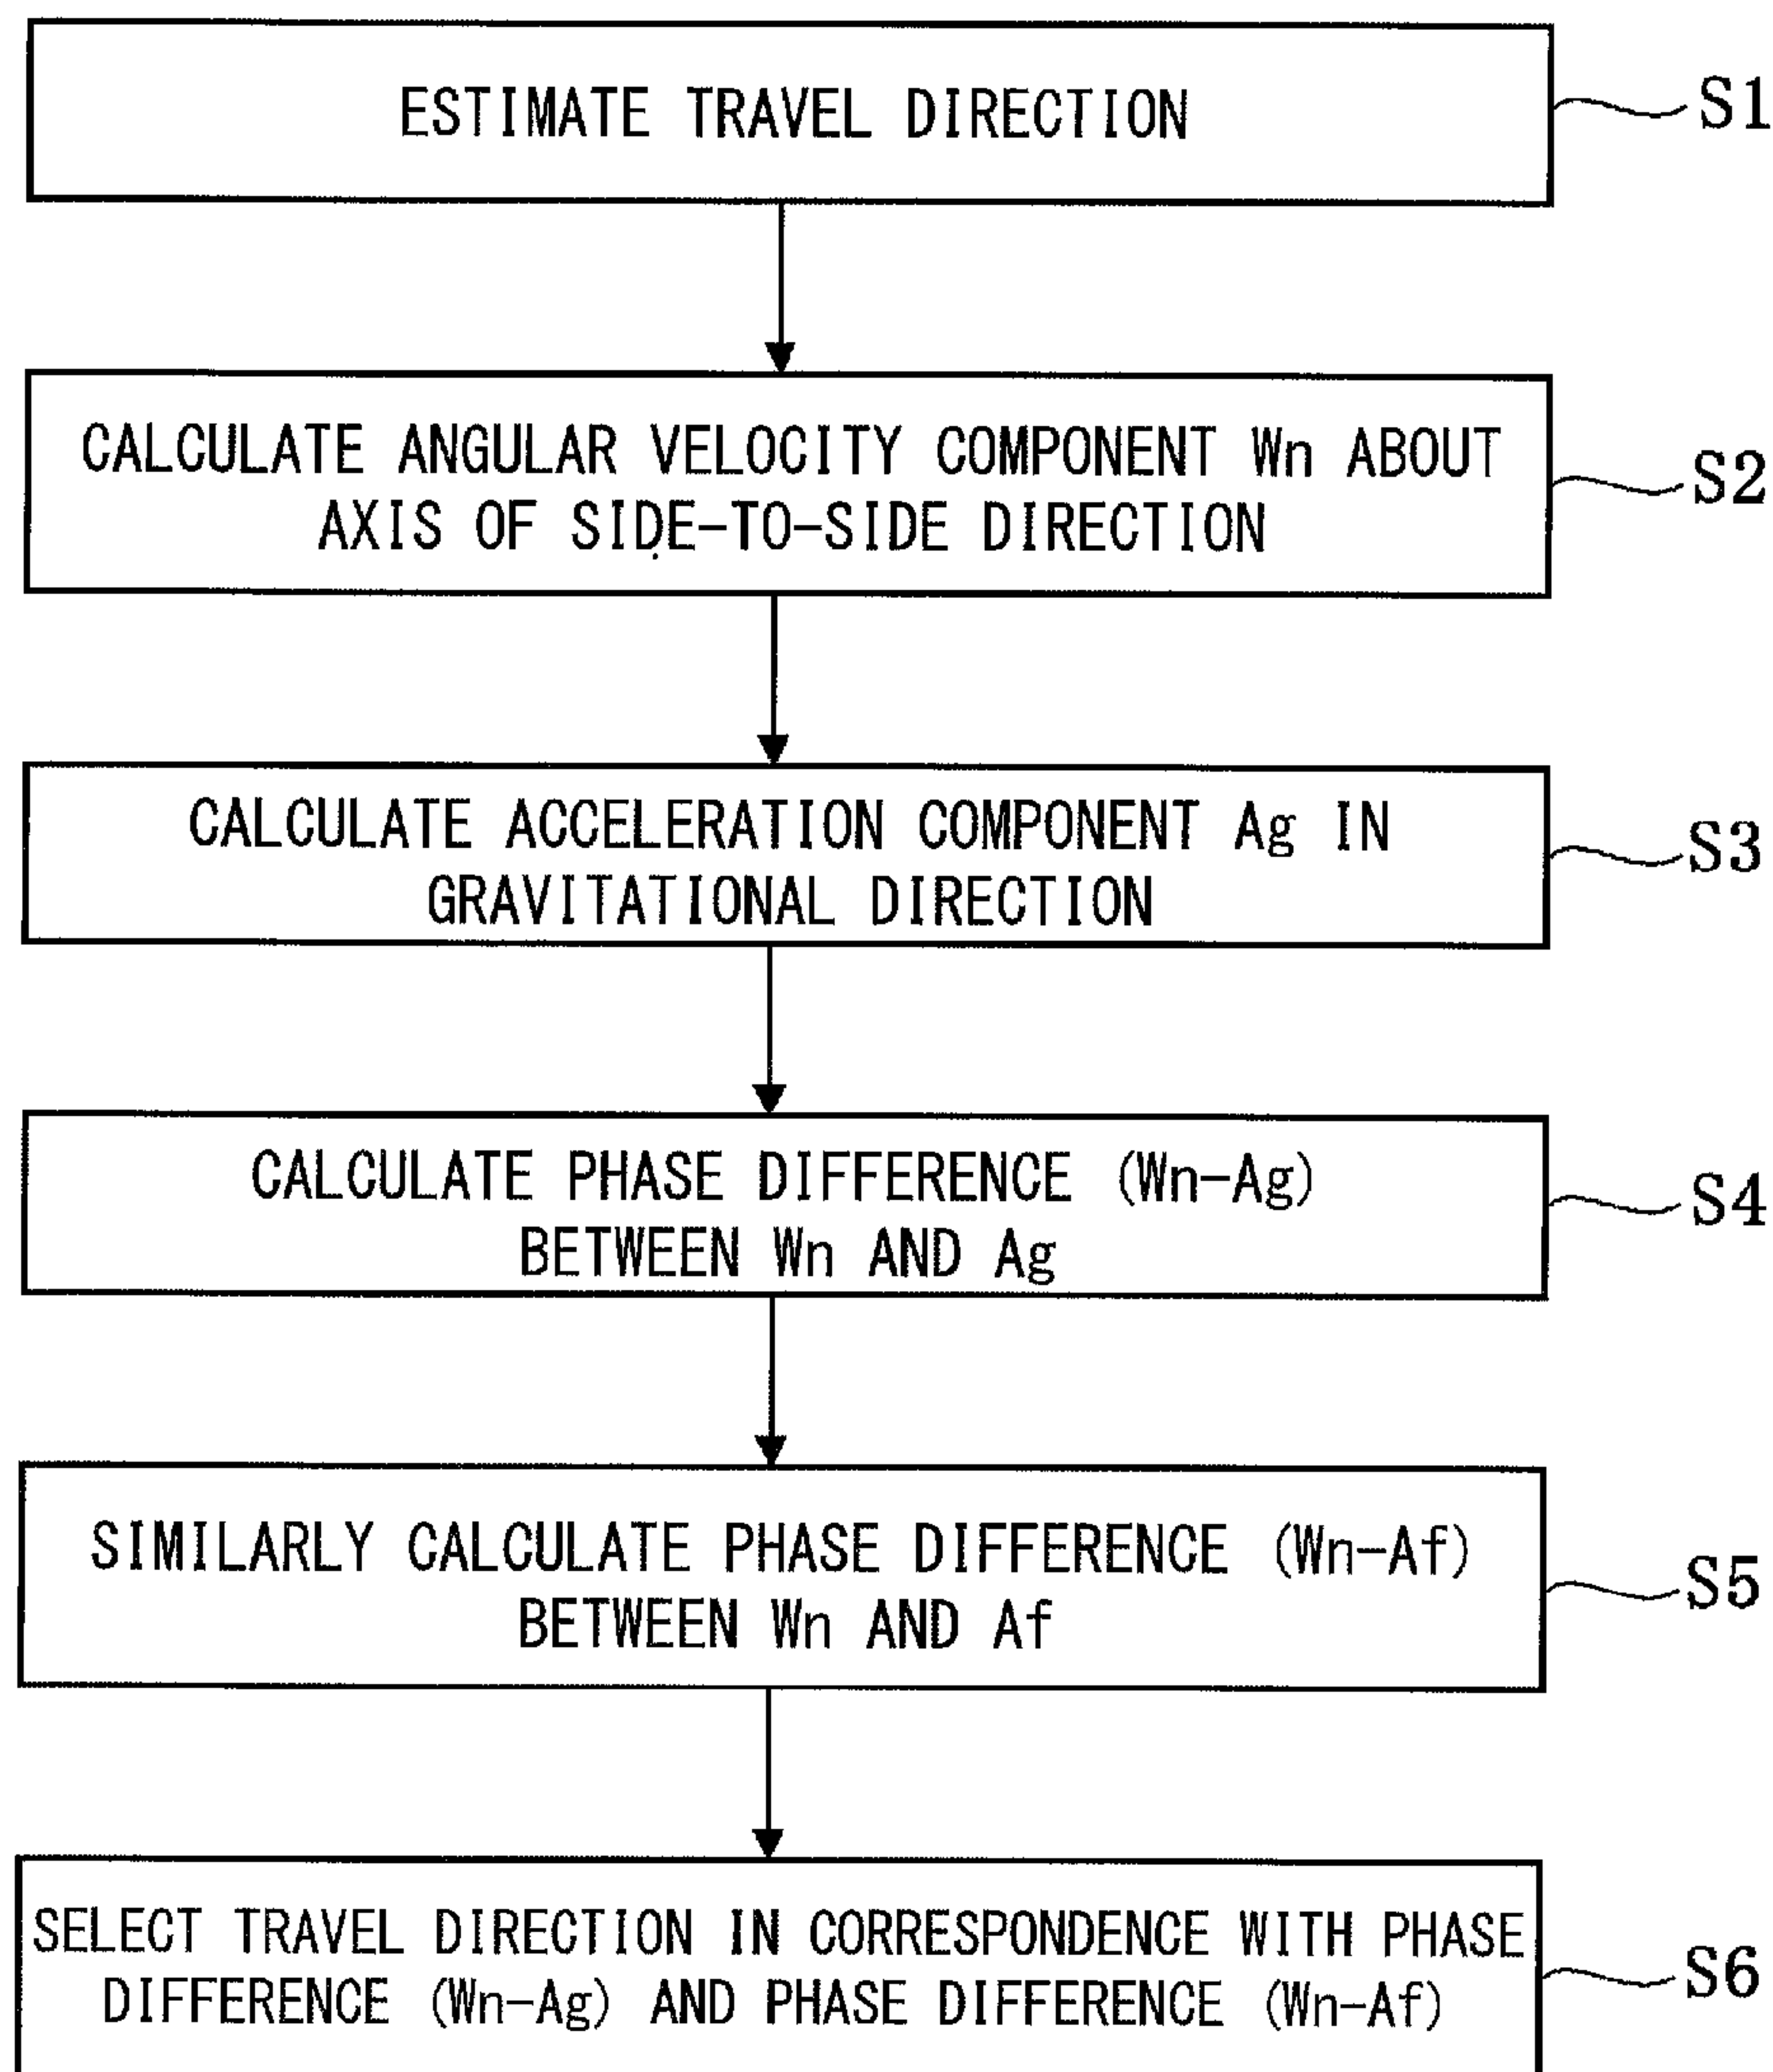 ESTIMATE TRAVEL DIRECTION
S1
CALCULATE ANGULAR VELOCITY COMPONENT Wn ABOUT
AXIS OF SIDE-TO-SIDE DIRECTION
S2
CALCULATE ACCELERATION COMPONENT Ag IN
GRAVITATIONAL DIRECTION
S3
CALCULATE PHASE DIFFERENCE (Wn-Ag)
BETWEEN Wn AND Ag
S4
SIMILARLY CALCULATE PHASE DIFFERENCE (Wn-Af)
BETWEEN Wn AND Af
S5
SELECT TRAVEL DIRECTION IN CORRESPONDENCE WITH PHASE
DIFFERENCE (Wn-Ag) AND PHASE DIFFERENCE (Wn-Af)
S6